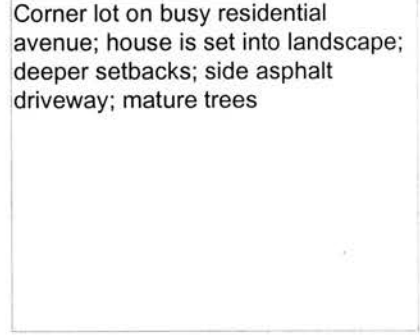 Corner lot on busy residential
avenue; house is set into landscape;
deeper setbacks; side asphalt
driveway; mature trees